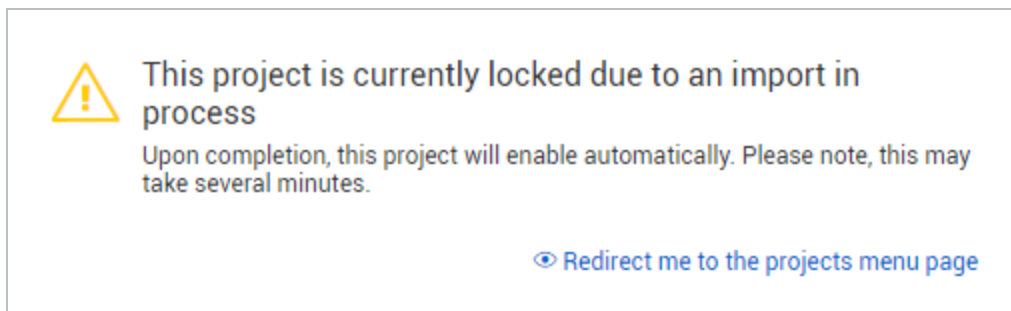 This project is currently locked due to an import in
process
Upon completion, this project will enable automatically. Please note, this may
take several minutes.
Redirect me to the projects menu page